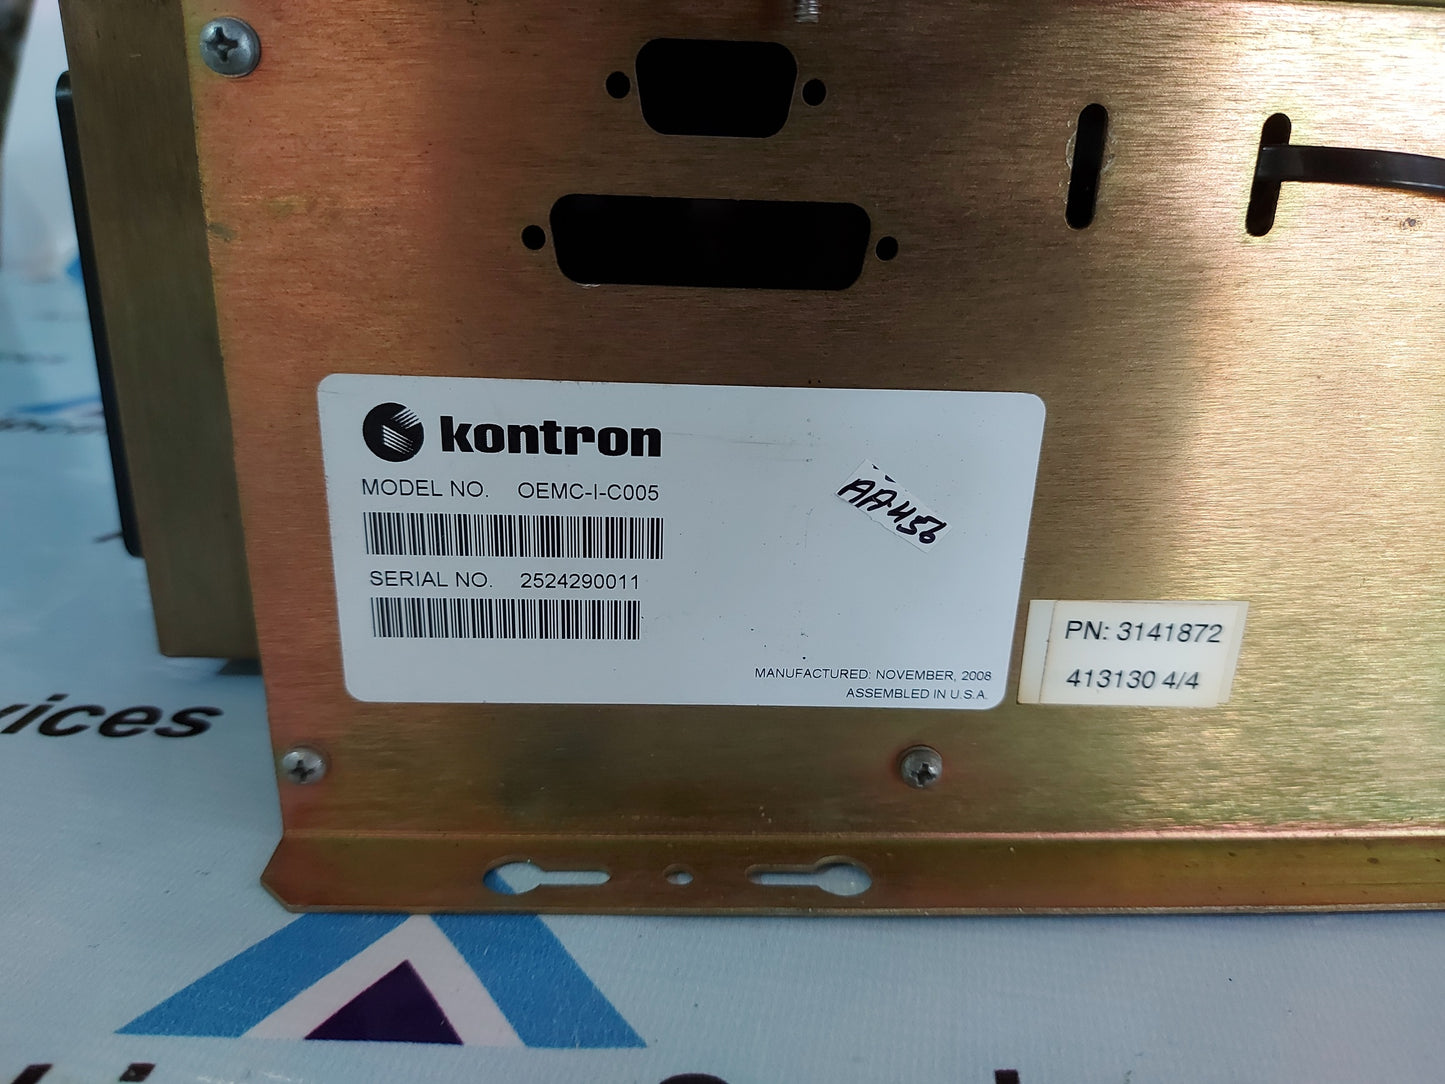 kontron
MODEL NO. OEMC-I-C005
AA456
SERIAL NO. 2524290011
MANUFACTURED: NOVEMBER, 2008
ASSEMBLED IN U.S.A.
PN: 3141872
413130 4/4
vices